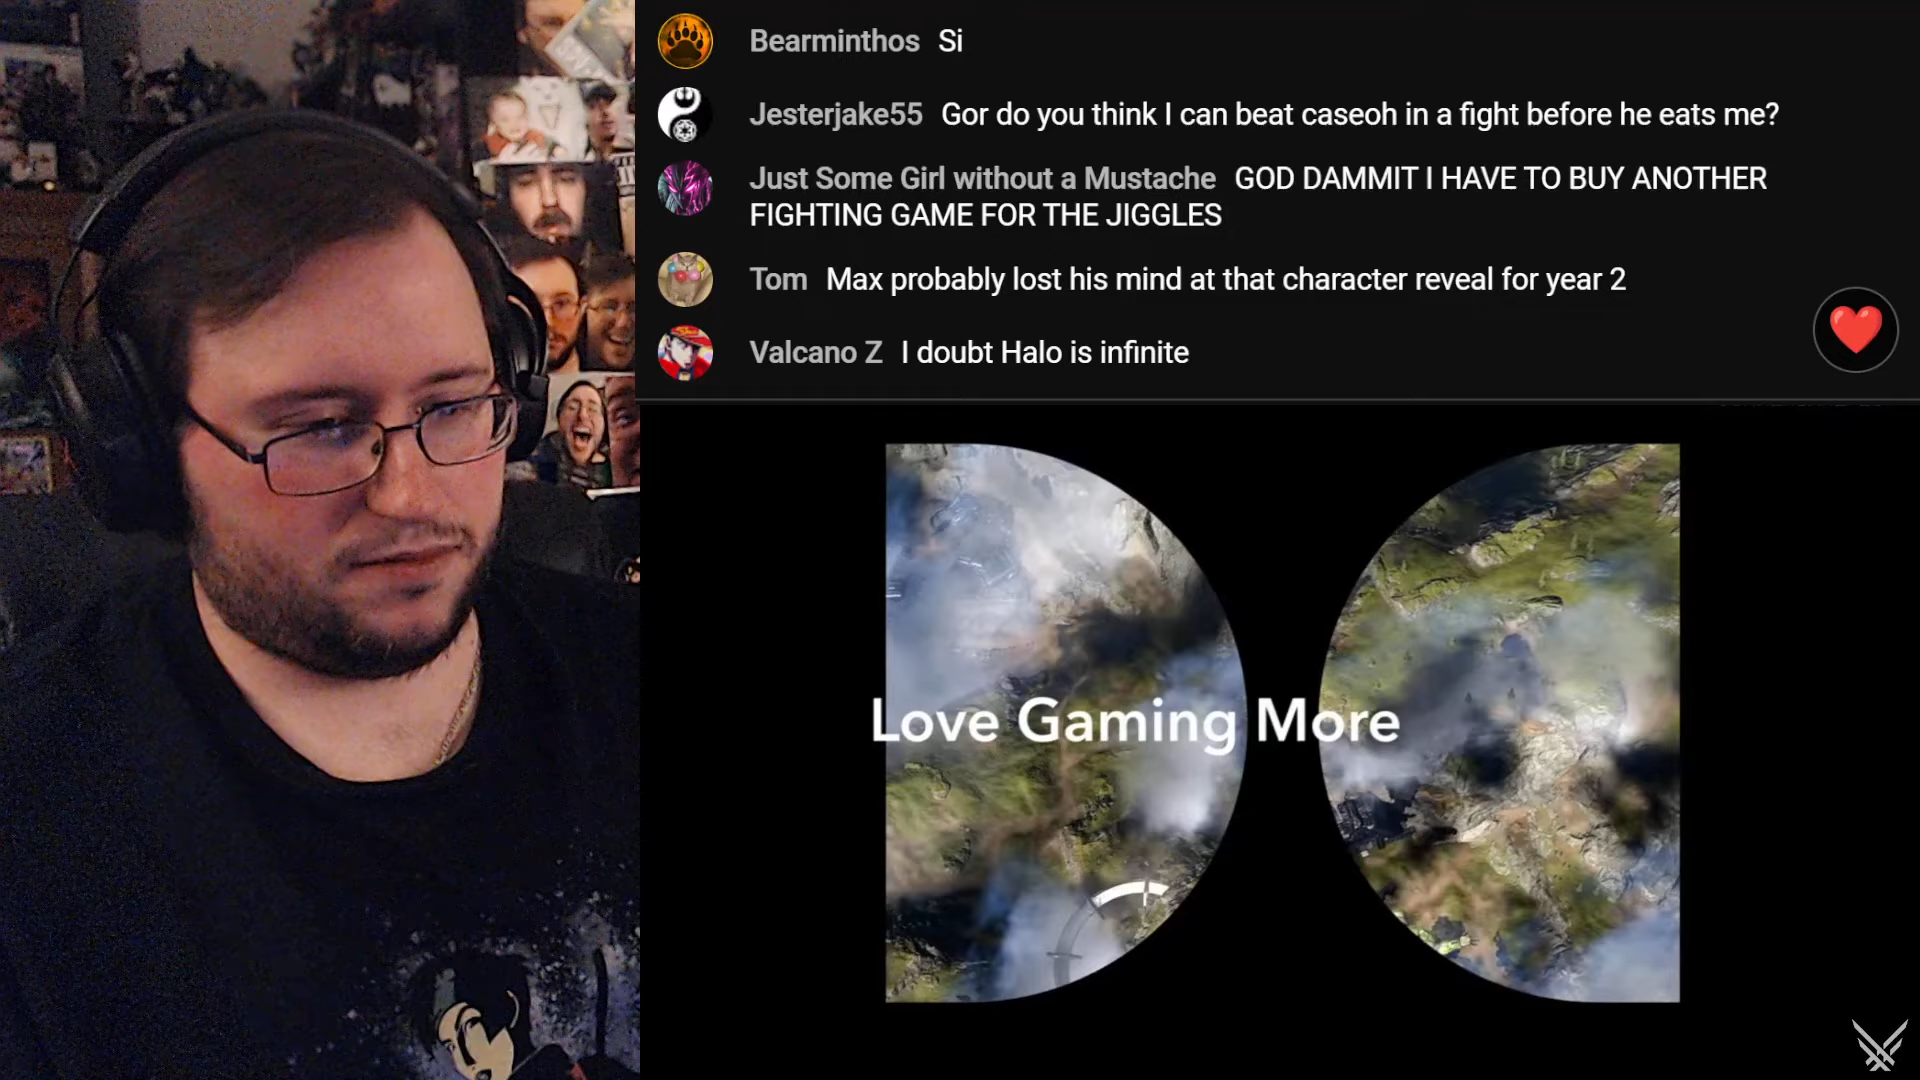 Bearminthos Si
Jesterjake55 Gor do you think I can beat caseoh in a fight before he eats me?
Just Some Girl without a Mustache GOD DAMMIT I HAVE TO BUY ANOTHER
FIGHTING GAME FOR THE JIGGLES
Tom Max probably lost his mind at that character reveal for year 2
Valcano Z I doubt Halo is infinite
Love Gaming More